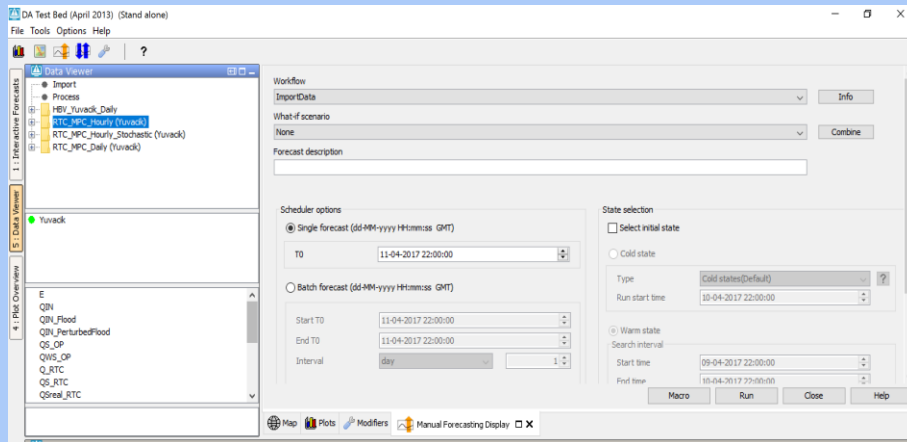 DA Test Bed (April 2013) (Stand alone)
File Tools Options Help
?
1 : Interactive Forecasts
5 : Data Viewer
4 : Plot Overview
Data Viewer
Import
Process
HBV_Yuvacik_Daily
RTC_MPC_Hourly (Yuvacik)
RTC_MPC_Hourly_Stochastic (Yuvacik)
RTC_MPC_Daily (Yuvacik)
Yuvacik
E
QIN
QIN_Flood
QIN_PerturbedFlood
QS_OP
QWS_OP
Q_RTC
QS_RTC
QSreal_RTC
Workflow
ImportData
Info
What-if scenario
None
Combine
Forecast description
Scheduler options
Single forecast (dd-MM-yyyy HH:mm:ss GMT)
T0 11-04-2017 22:00:00
Batch forecast (dd-MM-yyyy HH:mm:ss GMT)
Start T0 11-04-2017 22:00:00
End T0 11-04-2017 22:00:00
Interval day 1
State selection
Select initial state
Cold state
Type Cold states(Default) ?
Run start time 10-04-2017 22:00:00
Warm state
Search interval
Start time 09-04-2017 22:00:00
End time 10-04-2017 22:00:00
Macro Run Close Help
Map Plots Modifiers Manual Forecasting Display